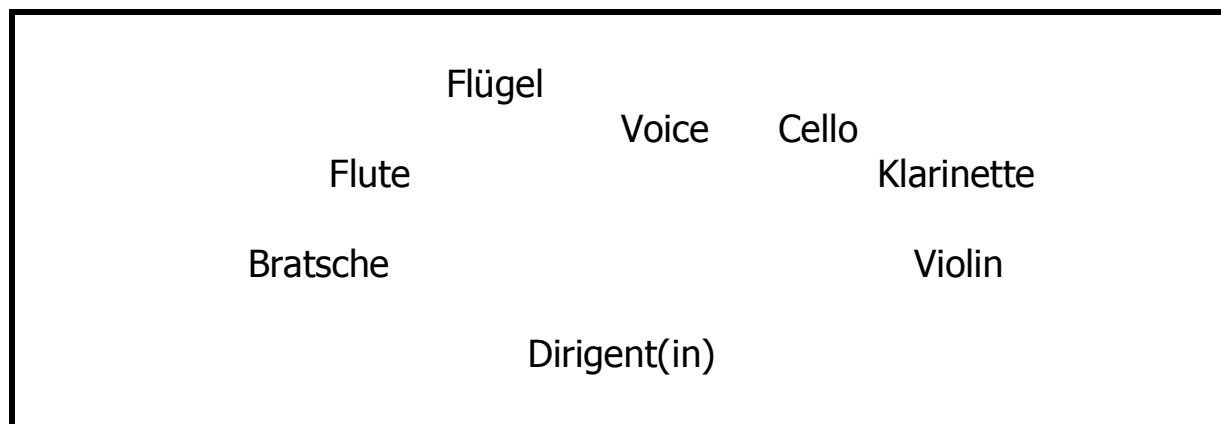 Flügel
Voice Cello
Flute Klarinette
Bratsche Violin
Dirigent(in)